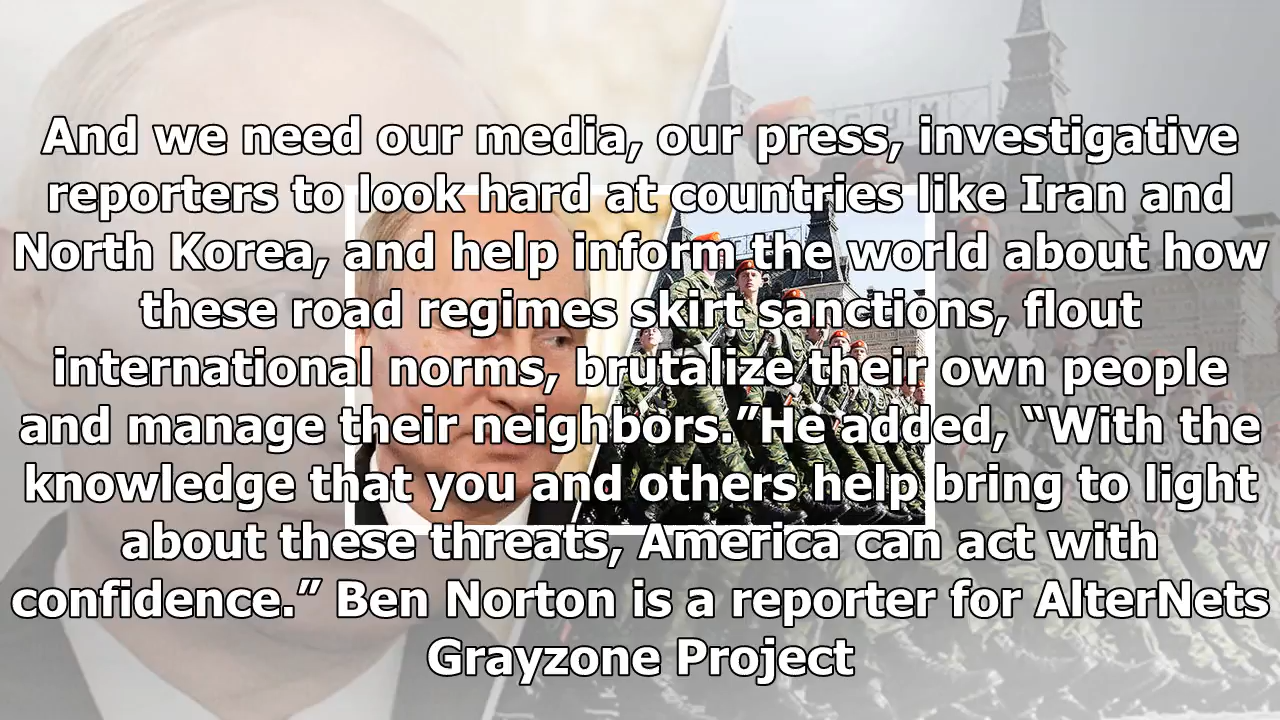 And we need our media, our press, investigative
reporters to look hard at countries like Iran and
North Korea, and help inform the world about how
these road regimes skirt sanctions, flout
international norms, brutalize their own people
and manage their neighbors.”He added, “With the
knowledge that you and others help bring to light
about these threats, America can act with
confidence.” Ben Norton is a reporter for AlterNets
Grayzone Project